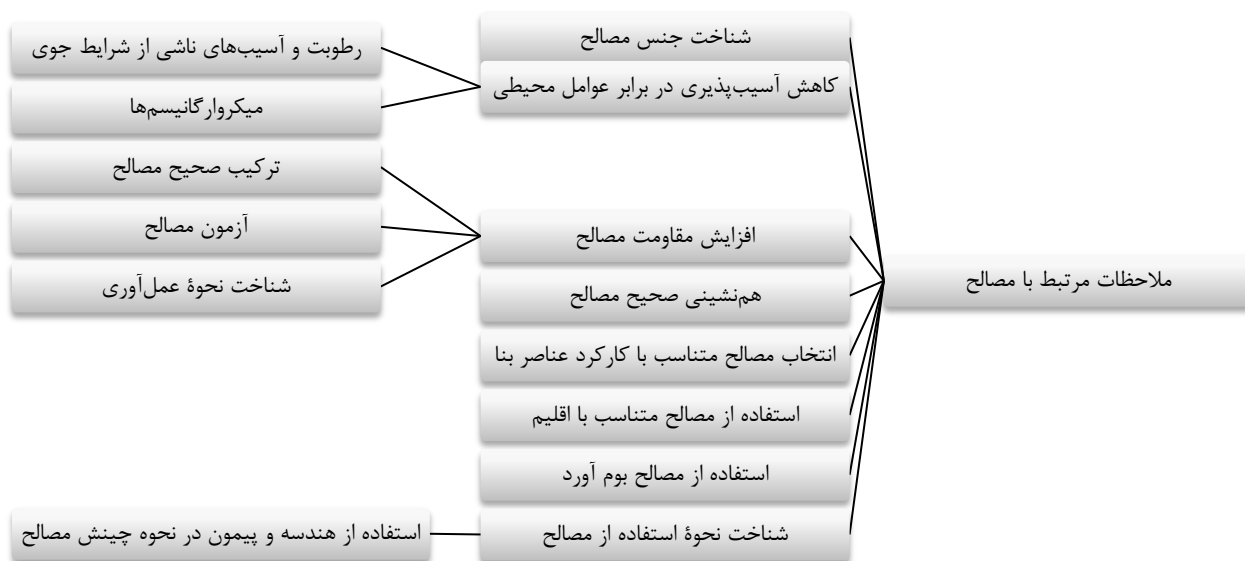 ملاحظات مرتبط با مصالح
شناخت جنس مصالح
کاهش آسیب‌پذیری در برابر عوامل محیطی
رطوبت و آسیب‌های ناشی از شرایط جوی
میکروارگانیسم‌ها
افزایش مقاومت مصالح
ترکیب صحیح مصالح
آزمون مصالح
شناخت نحوۀ عمل‌آوری
هم‌نشینی صحیح مصالح
انتخاب مصالح متناسب با کارکرد عناصر بنا
استفاده از مصالح متناسب با اقلیم
استفاده از مصالح بوم آورد
شناخت نحوۀ استفاده از مصالح
استفاده از هندسه و پیمون در نحوه چینش مصالح